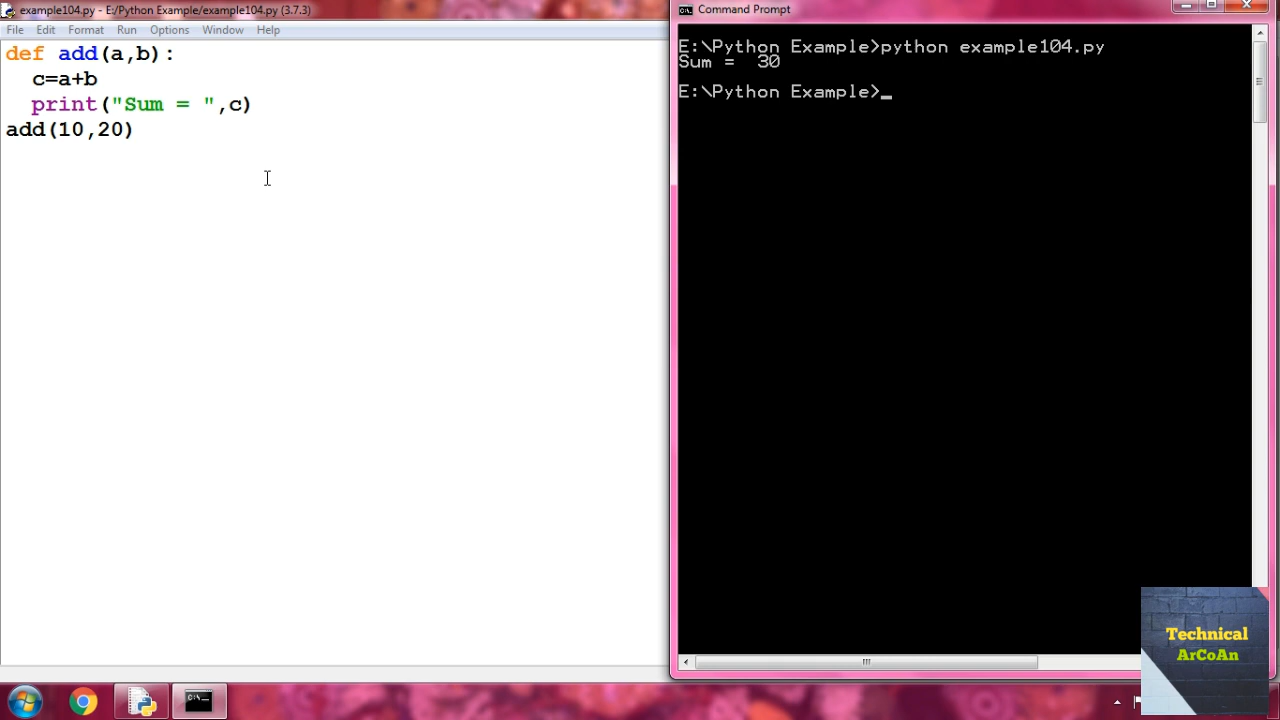 example104.py - E:/Python Example/example104.py (3.7.3)
File Edit Format Run Options Window Help
def add(a,b):
  c=a+b
  print("Sum = ",c)
add(10,20)
Command Prompt
E:\Python Example>python example104.py
Sum =  30
E:\Python Example>_
Technical
ArCoAn